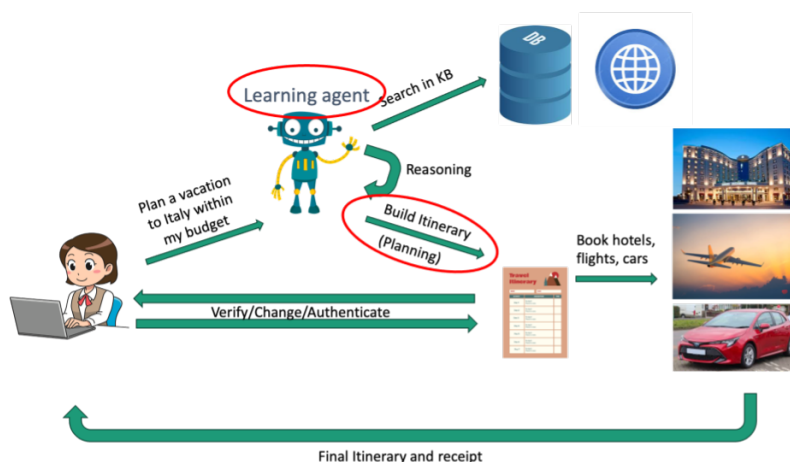 DB
Learning agent
Search in KB
Reasoning
Plan a vacation
to Italy within
my budget
Build Itinerary
(Planning)
Book hotels,
flights, cars
Travel
Itinerary
Verify/Change/Authenticate
Final Itinerary and receipt